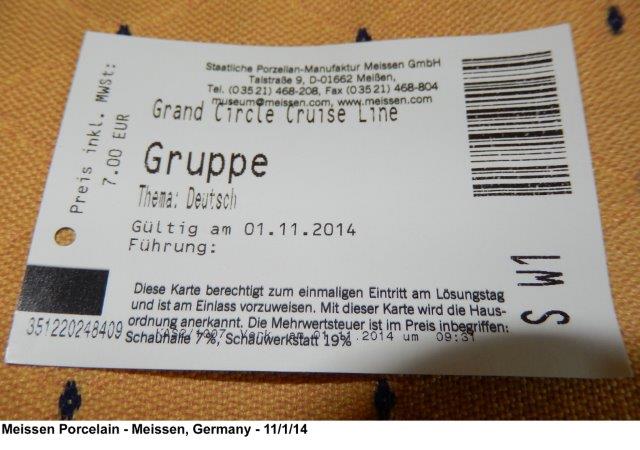 Staatliche Porzellan-Manufaktur Meissen GmbH
Talstraße 9, D-01662 Meißen,
Tel. (03521) 468-208, Fax (03521) 468-804
museum@meissen.com, www.meissen.com
Grand Circle Cruise Line
Gruppe
Thema: Deutsch
Gültig am 01.11.2014
Führung:
Preis inkl. MWSt:
7.00 EUR
Diese Karte berechtigt zum einmaligen Eintritt am Lösungstag
und ist am Einlass vorzuweisen. Mit dieser Karte wird die Haus-
ordnung anerkannt. Die Mehrwertsteuer ist im Preis inbegriffen:
Schauhalle 7%, Schauwerkstatt 19%
am 01.11.2014 um 09:31
351220248409
S W1
Meissen Porcelain - Meissen, Germany - 11/1/14